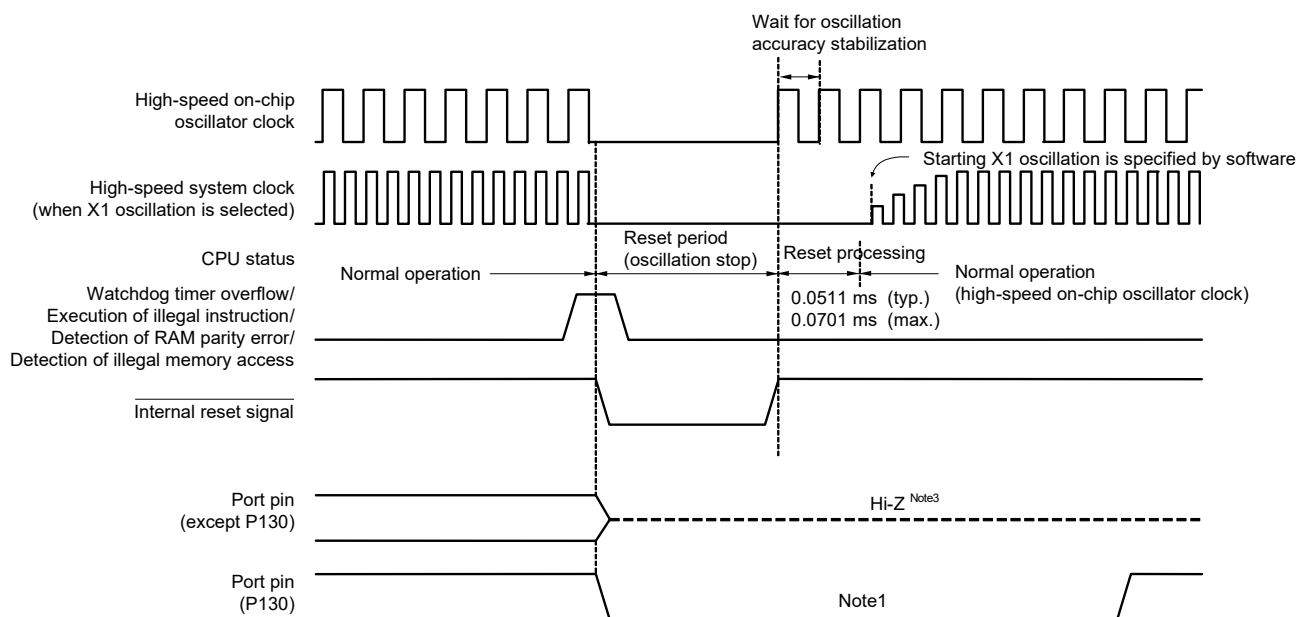 Wait for oscillation
accuracy stabilization
High-speed on-chip
oscillator clock
Starting X1 oscillation is specified by software
High-speed system clock
(when X1 oscillation is selected)
Reset period
(oscillation stop)
Reset processing
CPU status
Normal operation
Normal operation
(high-speed on-chip oscillator clock)
0.0511 ms (typ.)
0.0701 ms (max.)
Watchdog timer overflow/
Execution of illegal instruction/
Detection of RAM parity error/
Detection of illegal memory access
Internal reset signal
Port pin
(except P130)
Hi-Z Note3
Port pin
(P130)
Note1